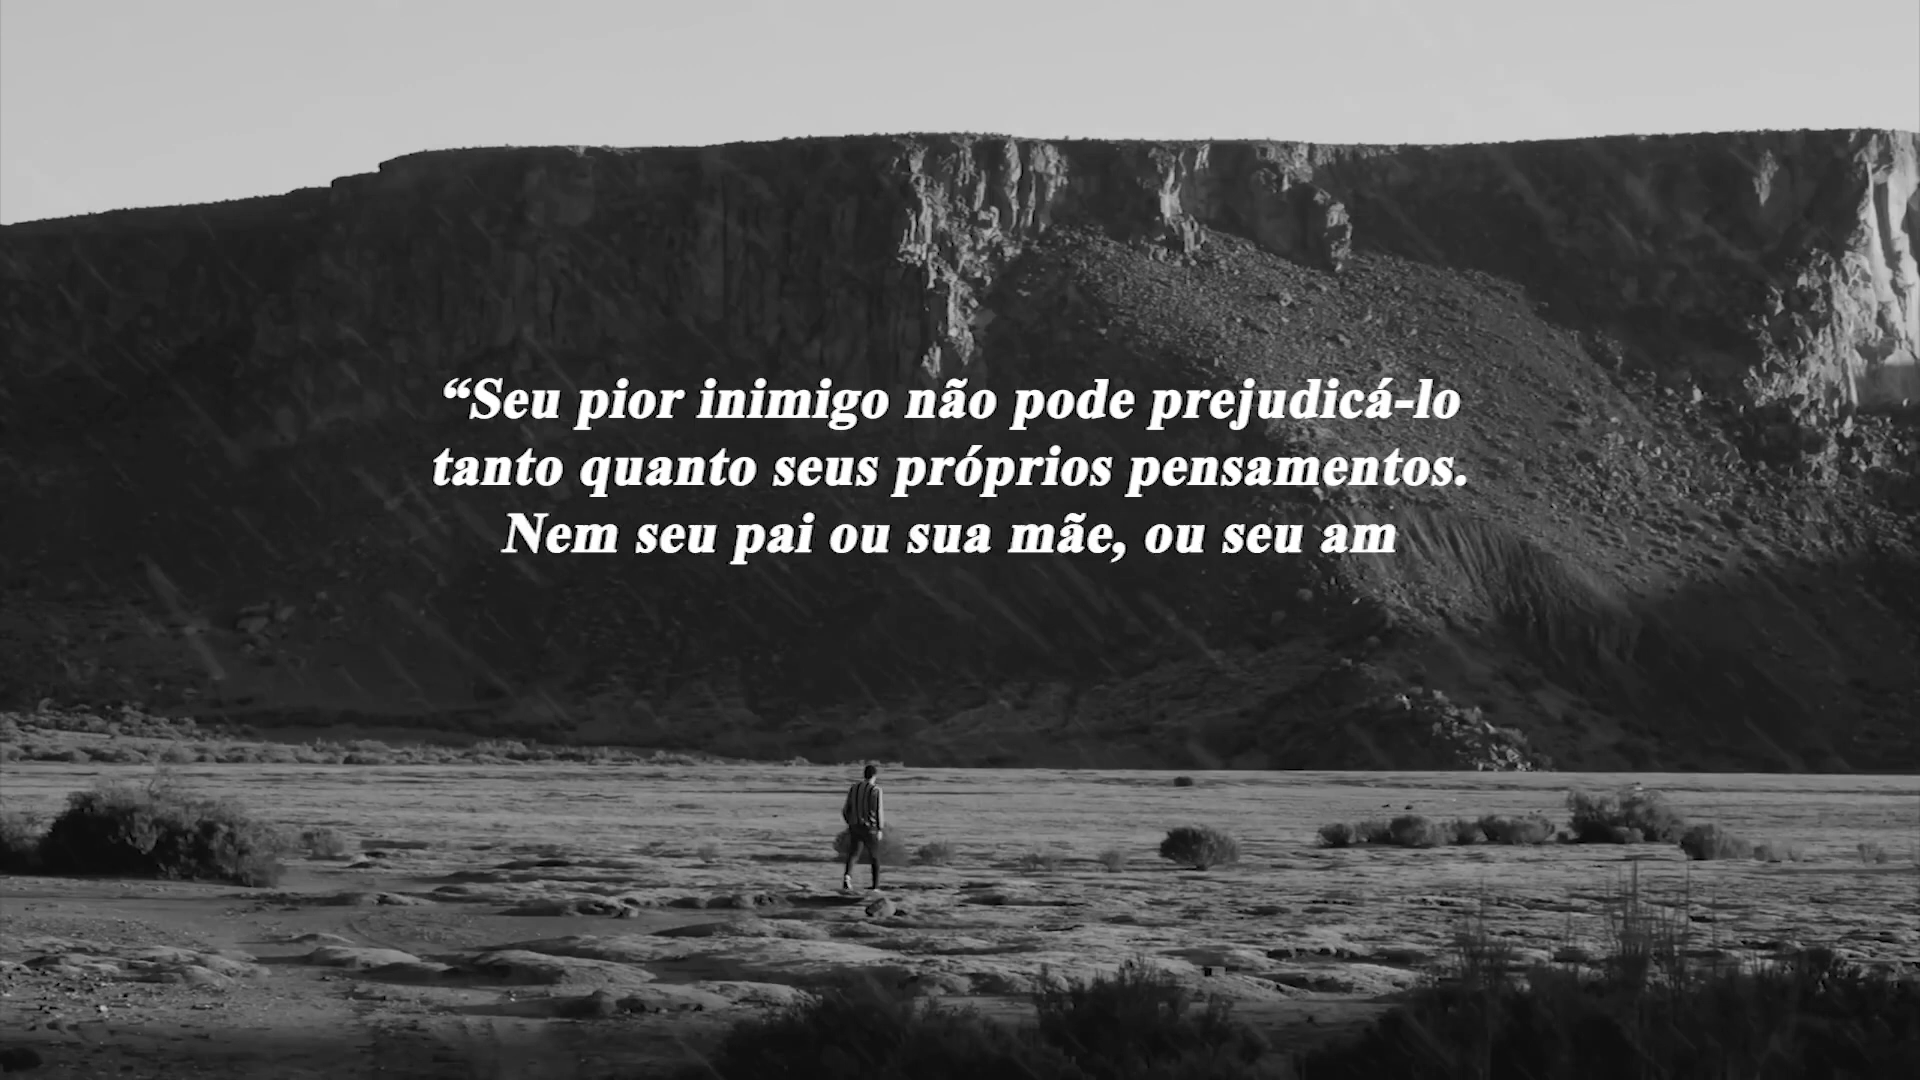 “Seu pior inimigo não pode prejudicá-lo
tanto quanto seus próprios pensamentos.
Nem seu pai ou sua mãe, ou seu am